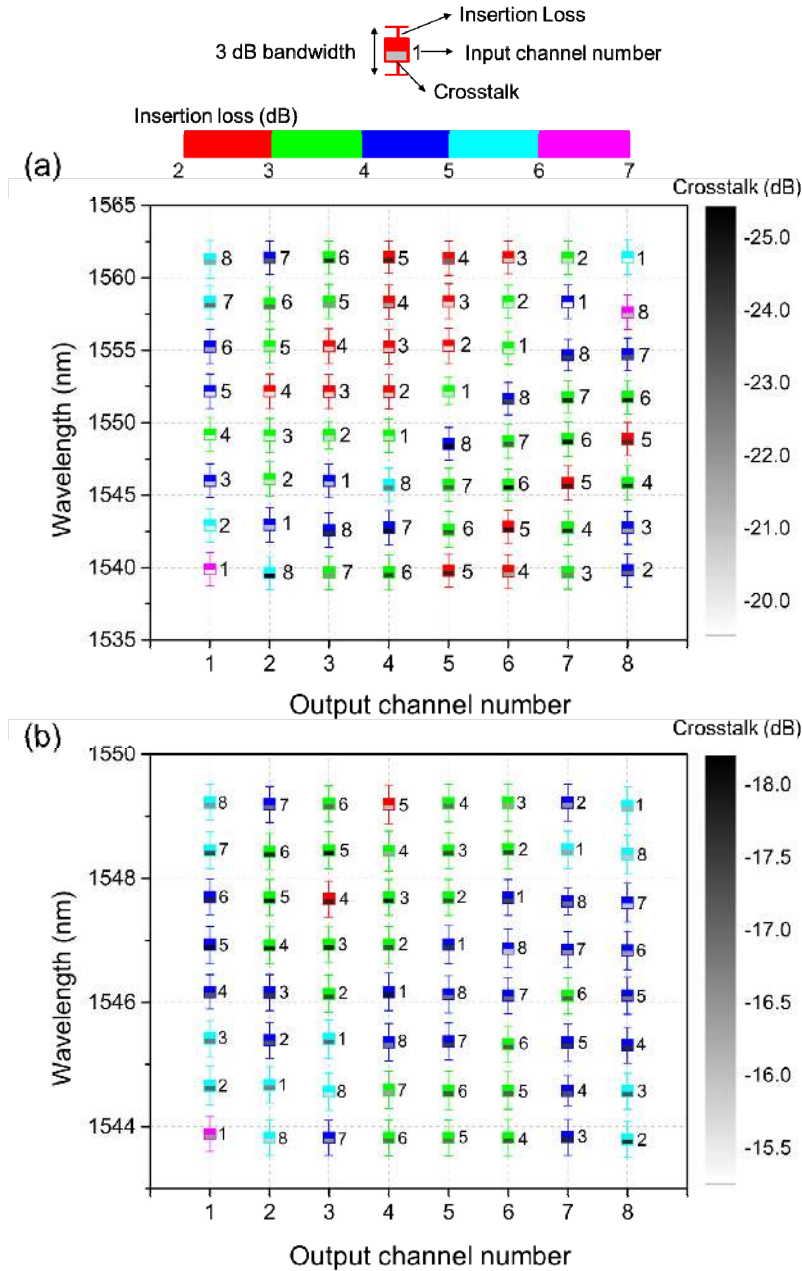 Insertion Loss
3 dB bandwidth
1
Input channel number
Crosstalk
Insertion loss (dB)
2 3 4 5 6 7
(a)
Crosstalk (dB)
1565
8 7 6 5 4 3 2 1
1560
7 6 5 4 3 2 1 8
1555
6 5 4 3 2 1 8 7
5 4 3 2 1 8 7 6
1550
4 3 2 1 8 7 6 5
3 2 1 8 7 6 5 4
1545
2 1 8 7 6 5 4 3
1540
1 8 7 6 5 4 3 2
1535
-25.0
-24.0
-23.0
-22.0
-21.0
-20.0
Wavelength (nm)
1 2 3 4 5 6 7 8
Output channel number
(b)
Crosstalk (dB)
1550
8 7 6 5 4 3 2 1
7 6 5 4 3 2 1 8
1548
6 5 4 3 2 1 8 7
5 4 3 2 1 8 7 6
1546
4 3 2 1 8 7 6 5
3 2 1 8 7 6 5 4
2 1 8 7 6 5 4 3
1544
1 8 7 6 5 4 3 2
-18.0
-17.5
-17.0
-16.5
-16.0
-15.5
Wavelength (nm)
1 2 3 4 5 6 7 8
Output channel number